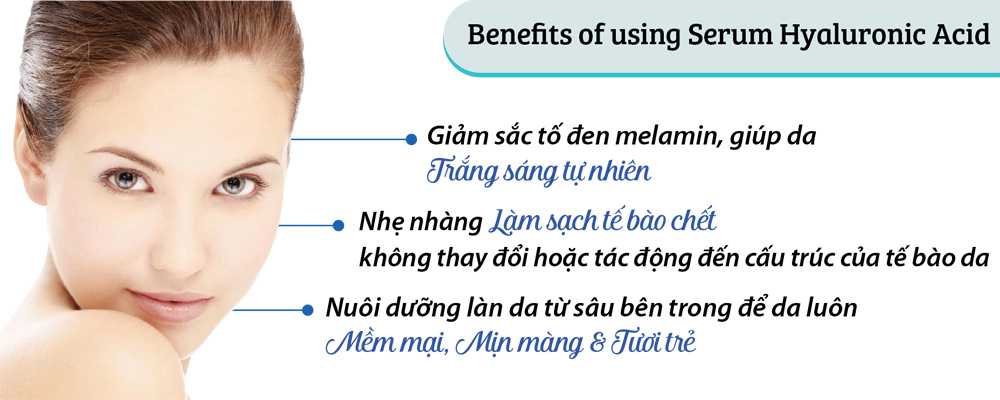 Benefits of using Serum Hyaluronic Acid
Giảm sắc tố đen melamin, giúp da
Trắng sáng tự nhiên
Nhẹ nhàng Làm sạch tế bào chết
không thay đổi hoặc tác động đến cấu trúc của tế bào da
Nuôi dưỡng làn da từ sâu bên trong để da luôn
Mềm mại, Mịn màng & Tươi trẻ